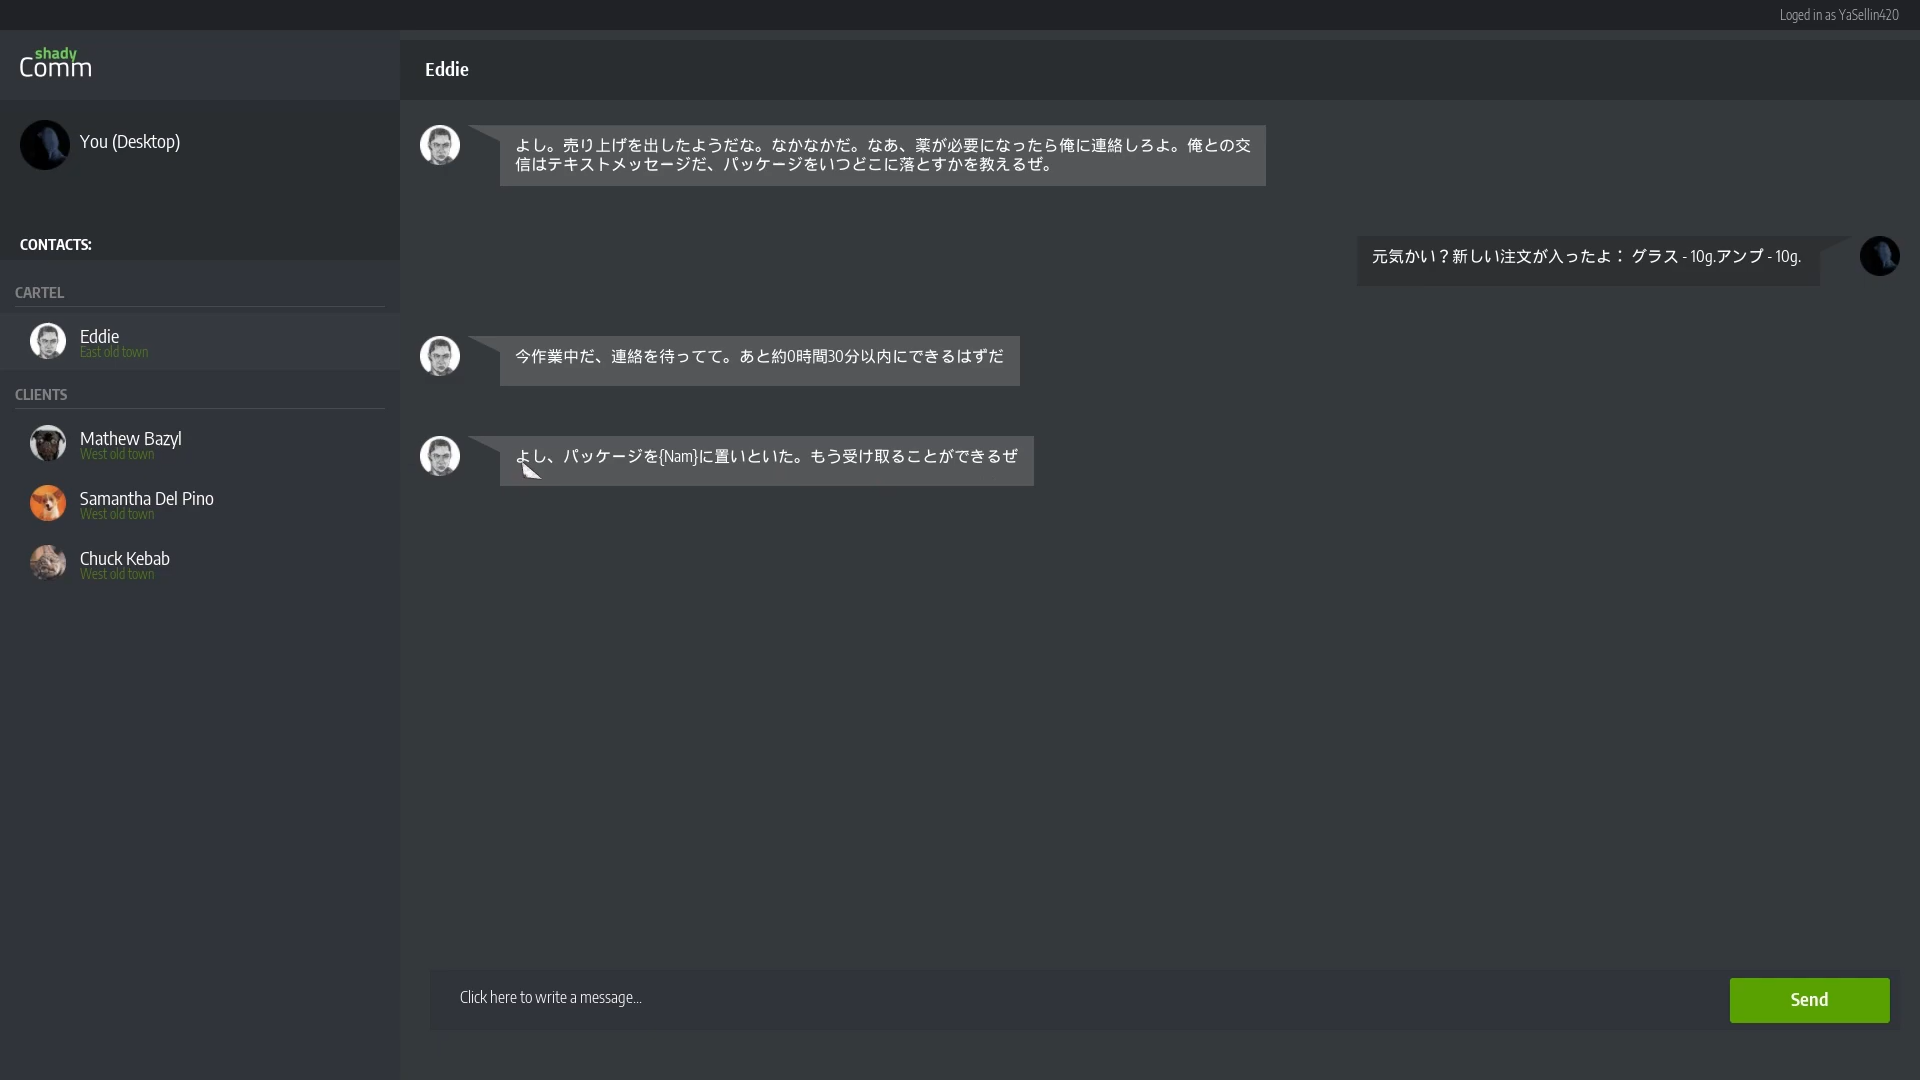 Loged in as YaSellin420
shady
Comm
Eddie
You (Desktop)
CONTACTS:
CARTEL
Eddie
East old town
CLIENTS
Mathew Bazyl
West old town
Samantha Del Pino
West old town
Chuck Kebab
West old town
よし。売り上げを出したようだな。なかなかだ。なあ、薬が必要になったら俺に連絡しろよ。俺との交
信はテキストメッセージだ、パッケージをいつどこに落とすかを教えるぜ。
元気かい？新しい注文が入ったよ： グラス - 10g.アンプ - 10g.
今作業中だ、連絡を待ってて。あと約0時間30分以内にできるはずだ
よし、パッケージを{Nam}に置いといた。もう受け取ることができるぜ
Click here to write a message...
Send